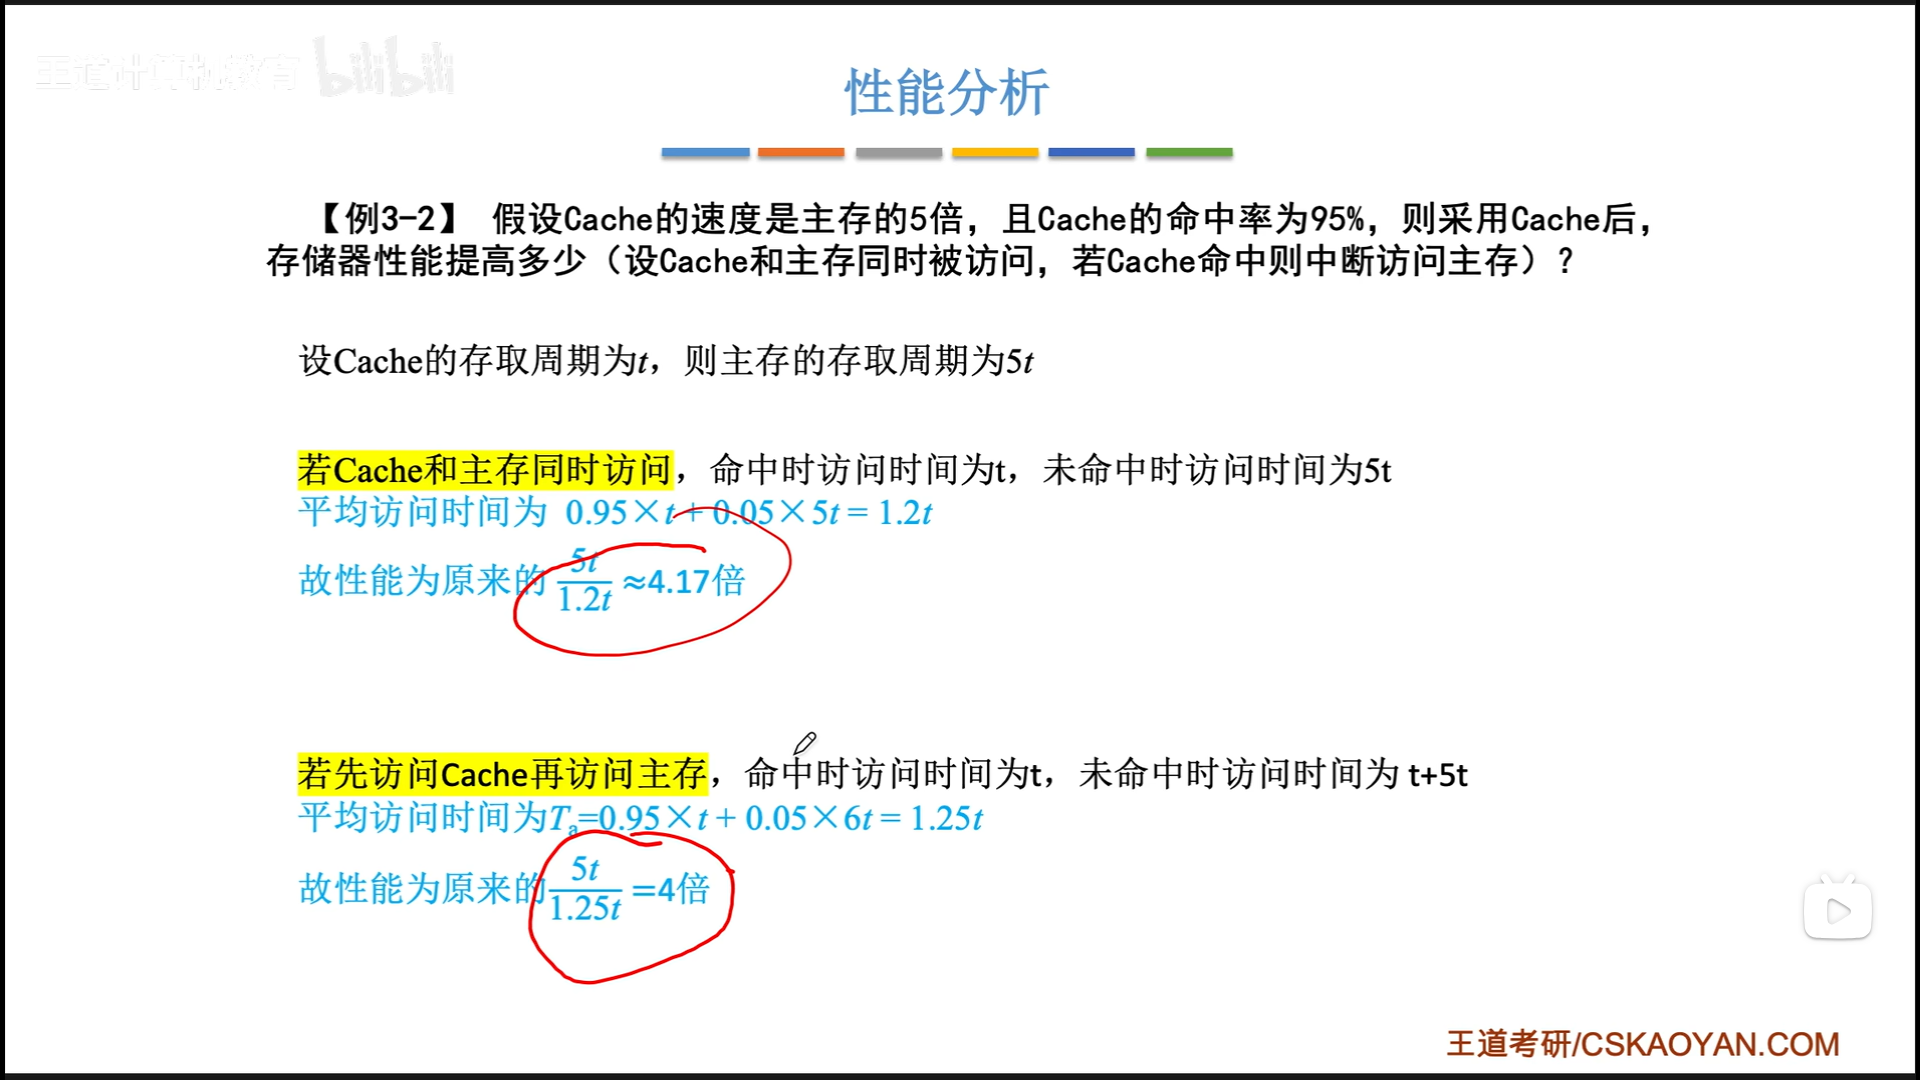 王道计算机教育 bilibili
性能分析
【例3-2】 假设Cache的速度是主存的5倍，且Cache的命中率为95%，则采用Cache后，
存储器性能提高多少（设Cache和主存同时被访问，若Cache命中则中断访问主存）？
设Cache的存取周期为t，则主存的存取周期为5t
若Cache和主存同时访问，命中时访问时间为t，未命中时访问时间为5t
平均访问时间为 0.95×t + 0.05×5t = 1.2t
故性能为原来的 5t/1.2t ≈4.17倍
若先访问Cache再访问主存，命中时访问时间为t，未命中时访问时间为 t+5t
平均访问时间为Ta=0.95×t + 0.05×6t = 1.25t
故性能为原来的 5t/1.25t =4倍
王道考研/CSKAOYAN.COM